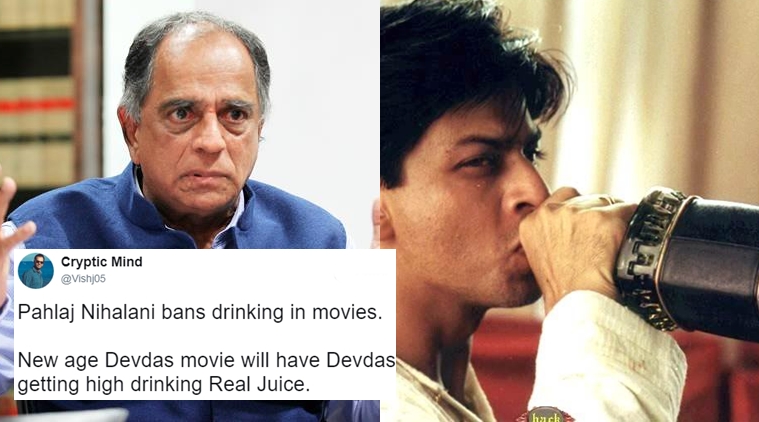 Cryptic Mind
@Vishj05
Pahlaj Nihalani bans drinking in movies.
New age Devdas movie will have Devdas
getting high drinking Real Juice.
back